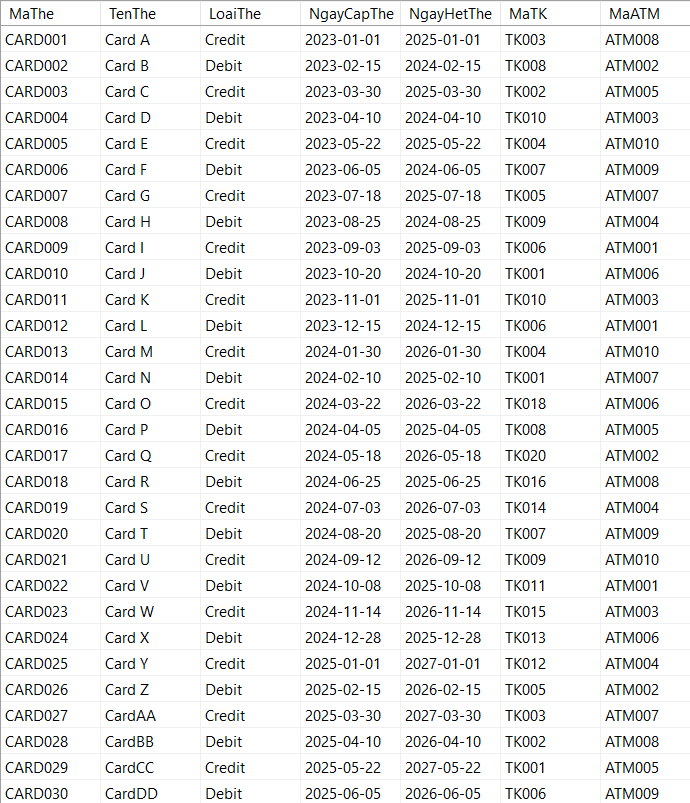 MaThe TenThe LoaiThe NgayCapThe NgayHetThe MaTK MaATM
CARD001 Card A Credit 2023-01-01 2025-01-01 TK003 ATM008
CARD002 Card B Debit 2023-02-15 2024-02-15 TK008 ATM002
CARD003 Card C Credit 2023-03-30 2025-03-30 TK002 ATM005
CARD004 Card D Debit 2023-04-10 2024-04-10 TK010 ATM003
CARD005 Card E Credit 2023-05-22 2025-05-22 TK004 ATM010
CARD006 Card F Debit 2023-06-05 2024-06-05 TK007 ATM009
CARD007 Card G Credit 2023-07-18 2025-07-18 TK005 ATM007
CARD008 Card H Debit 2023-08-25 2024-08-25 TK009 ATM004
CARD009 Card I Credit 2023-09-03 2025-09-03 TK006 ATM001
CARD010 Card J Debit 2023-10-20 2024-10-20 TK001 ATM006
CARD011 Card K Credit 2023-11-01 2025-11-01 TK010 ATM003
CARD012 Card L Debit 2023-12-15 2024-12-15 TK006 ATM001
CARD013 Card M Credit 2024-01-30 2026-01-30 TK004 ATM010
CARD014 Card N Debit 2024-02-10 2025-02-10 TK001 ATM007
CARD015 Card O Credit 2024-03-22 2026-03-22 TK018 ATM006
CARD016 Card P Debit 2024-04-05 2025-04-05 TK008 ATM005
CARD017 Card Q Credit 2024-05-18 2026-05-18 TK020 ATM002
CARD018 Card R Debit 2024-06-25 2025-06-25 TK016 ATM008
CARD019 Card S Credit 2024-07-03 2026-07-03 TK014 ATM004
CARD020 Card T Debit 2024-08-20 2025-08-20 TK007 ATM009
CARD021 Card U Credit 2024-09-12 2026-09-12 TK009 ATM010
CARD022 Card V Debit 2024-10-08 2025-10-08 TK011 ATM001
CARD023 Card W Credit 2024-11-14 2026-11-14 TK015 ATM003
CARD024 Card X Debit 2024-12-28 2025-12-28 TK013 ATM006
CARD025 Card Y Credit 2025-01-01 2027-01-01 TK012 ATM004
CARD026 Card Z Debit 2025-02-15 2026-02-15 TK005 ATM002
CARD027 CardAA Credit 2025-03-30 2027-03-30 TK003 ATM007
CARD028 CardBB Debit 2025-04-10 2026-04-10 TK002 ATM008
CARD029 CardCC Credit 2025-05-22 2027-05-22 TK001 ATM005
CARD030 CardDD Debit 2025-06-05 2026-06-05 TK006 ATM009